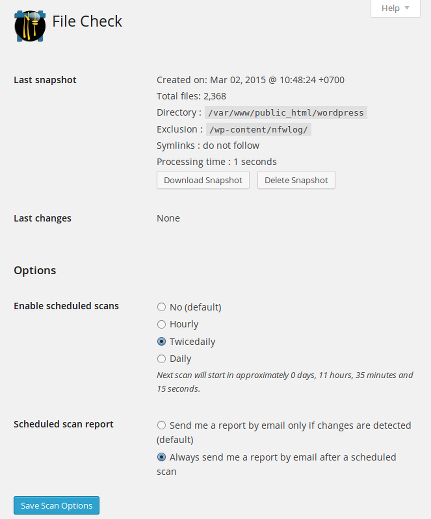 File Check
Help
Last snapshot
Created on: Mar 02, 2015 @ 10:48:24 +0700
Total files: 2,368
Directory : /var/www/public_html/wordpress
Exclusion : /wp-content/nfwlog/
Symlinks : do not follow
Processing time : 1 seconds
Download Snapshot Delete Snapshot
Last changes None
Options
Enable scheduled scans
No (default)
Hourly
Twicedaily
Daily
Next scan will start in approximately 0 days, 11 hours, 35 minutes and
15 seconds.
Scheduled scan report
Send me a report by email only if changes are detected
(default)
Always send me a report by email after a scheduled
scan
Save Scan Options